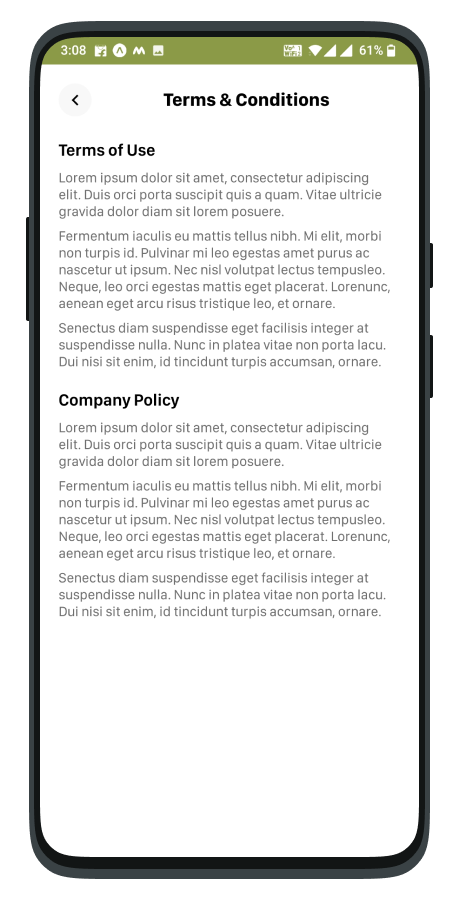 3:08
61%
Terms & Conditions
Terms of Use
Lorem ipsum dolor sit amet, consectetur adipiscing
elit. Duis orci porta suscipit quis a quam. Vitae ultricie
gravida dolor diam sit lorem posuere.
Fermentum iaculis eu mattis tellus nibh. Mi elit, morbi
non turpis id. Pulvinar mi leo egestas amet purus ac
nascetur ut ipsum. Nec nisl volutpat lectus tempusleo.
Neque, leo orci egestas mattis eget placerat. Lorenunc,
aenean eget arcu risus tristique leo, et ornare.
Senectus diam suspendisse eget facilisis integer at
suspendisse nulla. Nunc in platea vitae non porta lacu.
Dui nisi sit enim, id tincidunt turpis accumsan, ornare.
Company Policy
Lorem ipsum dolor sit amet, consectetur adipiscing
elit. Duis orci porta suscipit quis a quam. Vitae ultricie
gravida dolor diam sit lorem posuere.
Fermentum iaculis eu mattis tellus nibh. Mi elit, morbi
non turpis id. Pulvinar mi leo egestas amet purus ac
nascetur ut ipsum. Nec nisl volutpat lectus tempusleo.
Neque, leo orci egestas mattis eget placerat. Lorenunc,
aenean eget arcu risus tristique leo, et ornare.
Senectus diam suspendisse eget facilisis integer at
suspendisse nulla. Nunc in platea vitae non porta lacu.
Dui nisi sit enim, id tincidunt turpis accumsan, ornare.